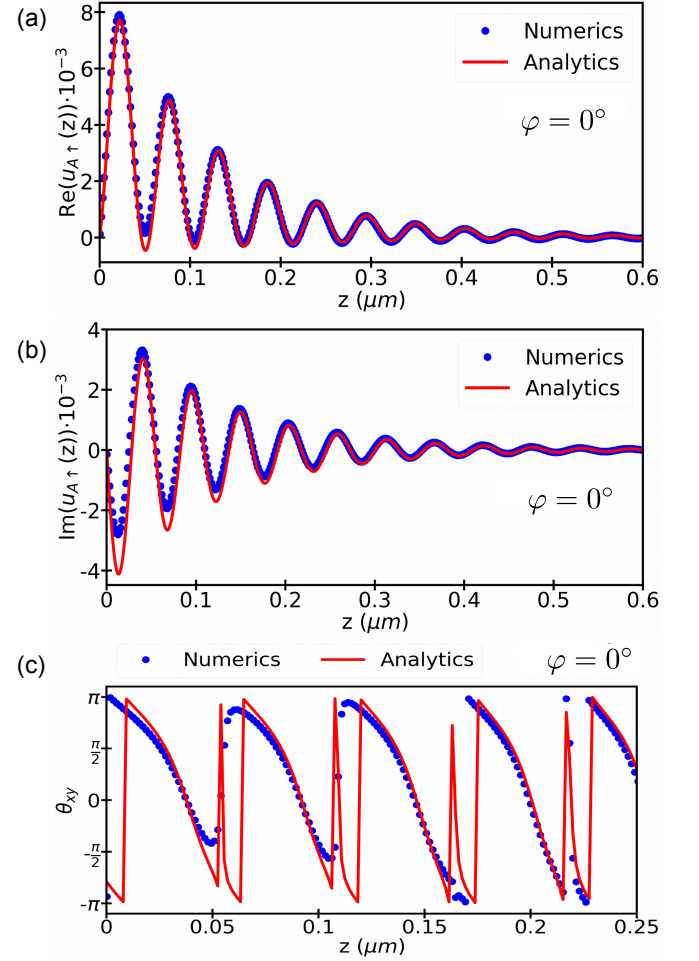 (a)
Re(u_{A↑}(z))·10⁻³
8
6
4
2
0
Numerics
Analytics
φ = 0°
0 0.1 0.2 0.3 0.4 0.5 0.6
z (μm)
(b)
Im(u_{A↑}(z))·10⁻³
4
2
0
-2
-4
Numerics
Analytics
φ = 0°
0 0.1 0.2 0.3 0.4 0.5 0.6
z (μm)
(c)
Numerics Analytics φ = 0°
θ_{xy}
π
π/2
0
-π/2
-π
0 0.05 0.1 0.15 0.2 0.25
z (μm)